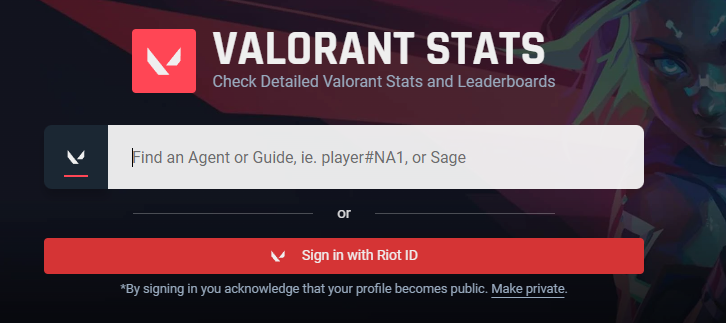 VALORANT STATS
Check Detailed Valorant Stats and Leaderboards
Find an Agent or Guide, ie. player#NA1, or Sage
or
Sign in with Riot ID
*By signing in you acknowledge that your profile becomes public. Make private.